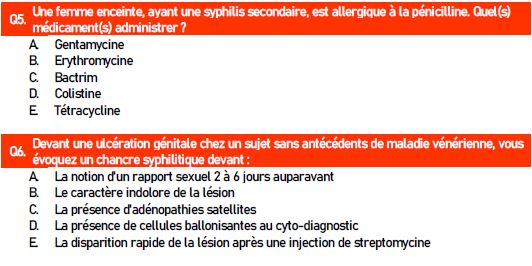 Q5. Une femme enceinte, ayant une syphilis secondaire, est allergique à la pénicilline. Quel(s)
médicament(s) administrer ?
A. Gentamycine
B. Erythromycine
C. Bactrim
D. Colistine
E. Tétracycline
Q6. Devant une ulcération génitale chez un sujet sans antécédents de maladie vénérienne, vous
évoquez un chancre syphilitique devant :
A. La notion d'un rapport sexuel 2 à 6 jours auparavant
B. Le caractère indolore de la lésion
C. La présence d'adénopathies satellites
D. La présence de cellules ballonisantes au cyto-diagnostic
E. La disparition rapide de la lésion après une injection de streptomycine